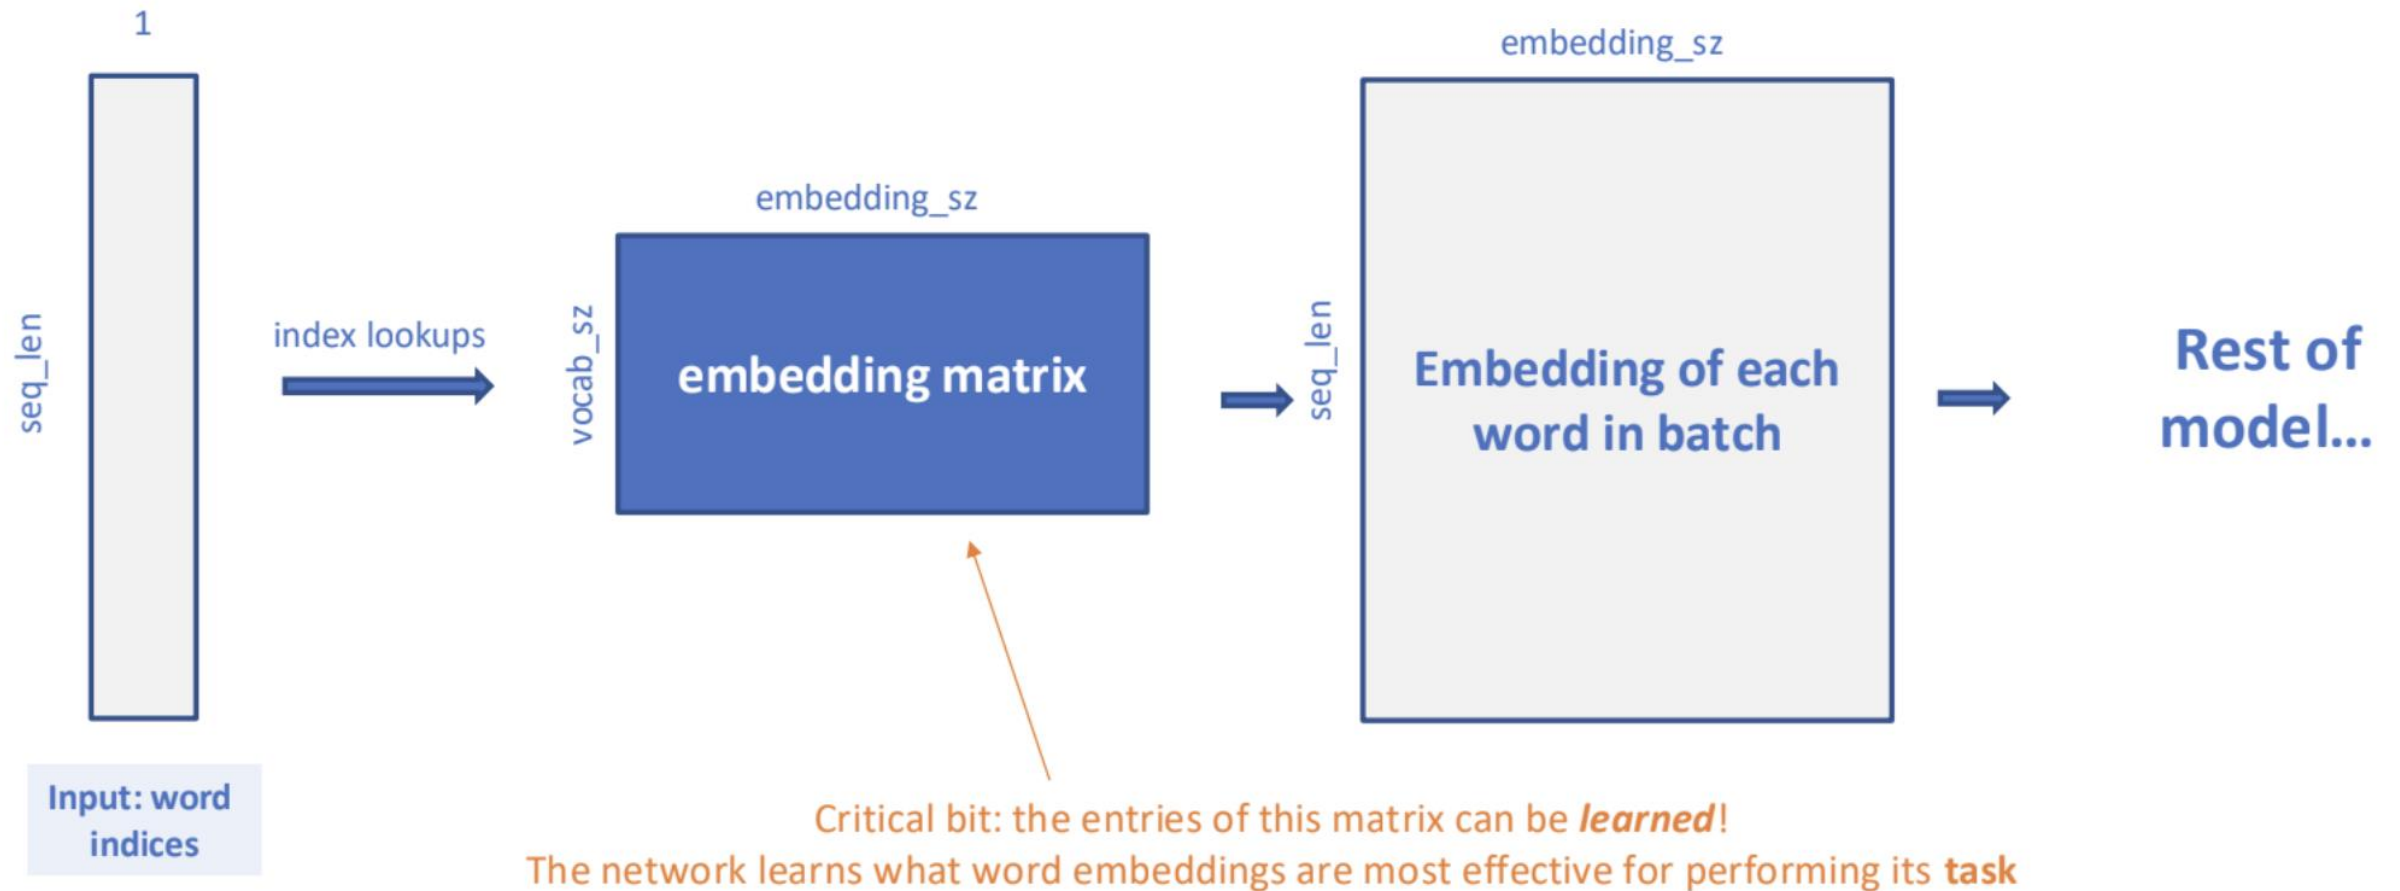 1
seq_len
Input: word
indices
index lookups
embedding_sz
vocab_sz
embedding matrix
embedding_sz
seq_len
Embedding of each
word in batch
Rest of
model...
Critical bit: the entries of this matrix can be learned!
The network learns what word embeddings are most effective for performing its task